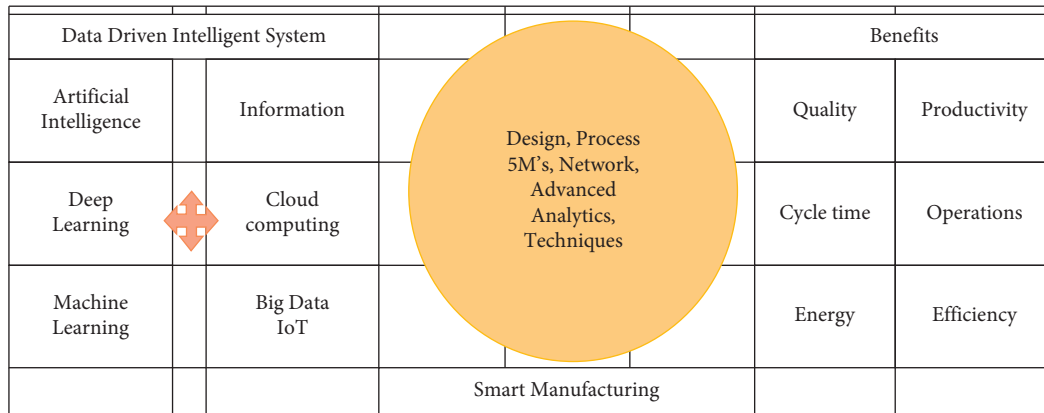 Data Driven Intelligent System
Benefits
Artificial
Intelligence
Information
Quality
Productivity
Design, Process
5M's, Network,
Advanced
Analytics,
Techniques
Deep
Learning
Cloud
computing
Cycle time
Operations
Machine
Learning
Big Data
IoT
Energy
Efficiency
Smart Manufacturing